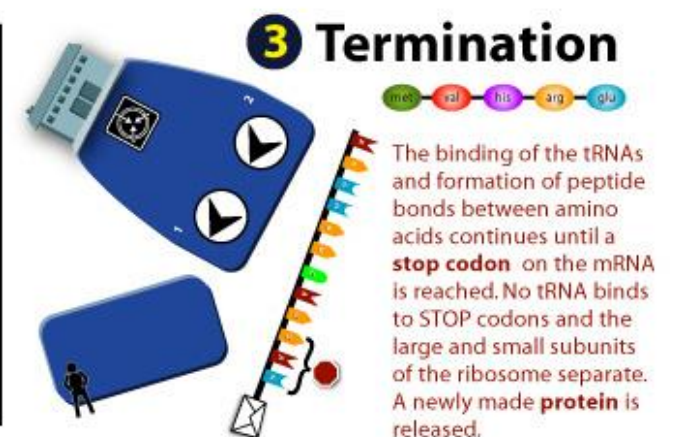 3 Termination
met val his arg glu
The binding of the tRNAs
and formation of peptide
bonds between amino
acids continues until a
stop codon on the mRNA
is reached. No tRNA binds
to STOP codons and the
large and small subunits
of the ribosome separate.
A newly made protein is
released.
2
1